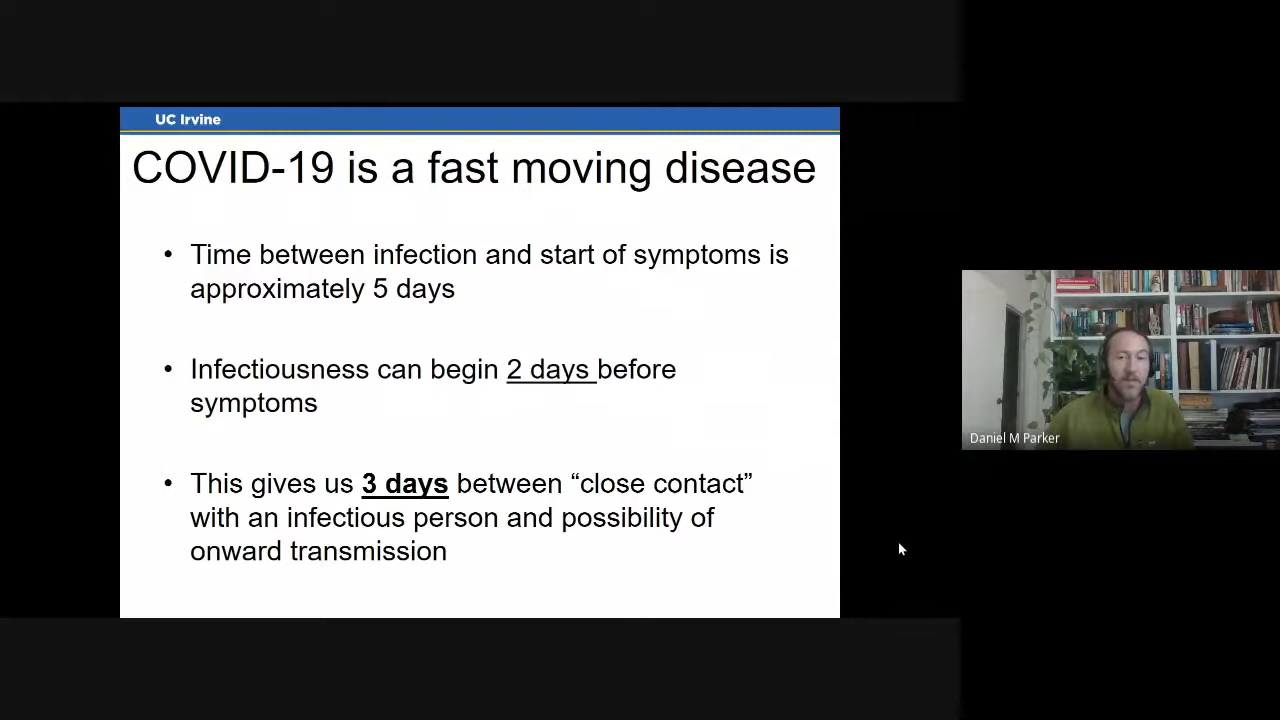 UC Irvine
COVID-19 is a fast moving disease
• Time between infection and start of symptoms is
approximately 5 days
• Infectiousness can begin 2 days before
symptoms
• This gives us 3 days between “close contact”
with an infectious person and possibility of
onward transmission
Daniel M Parker